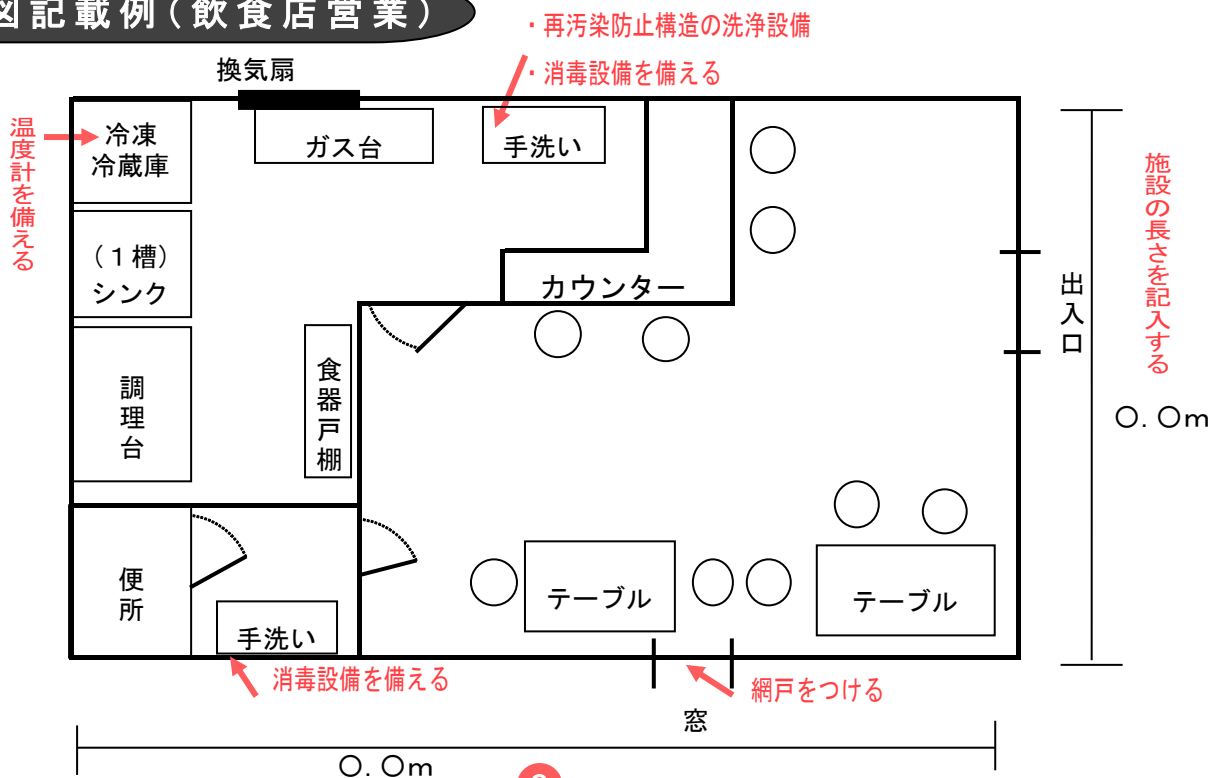 図記載例(飲食店営業)
・再汚染防止構造の洗浄設備
・消毒設備を備える
換気扇
温度計を備える
冷凍
冷蔵庫
ガス台
手洗い
施設の長さを記入する
(1槽)
シンク
カウンター
出入口
調理台
食器戸棚
〇.〇m
便所
手洗い
テーブル
テーブル
消毒設備を備える
網戸をつける
窓
〇.〇m